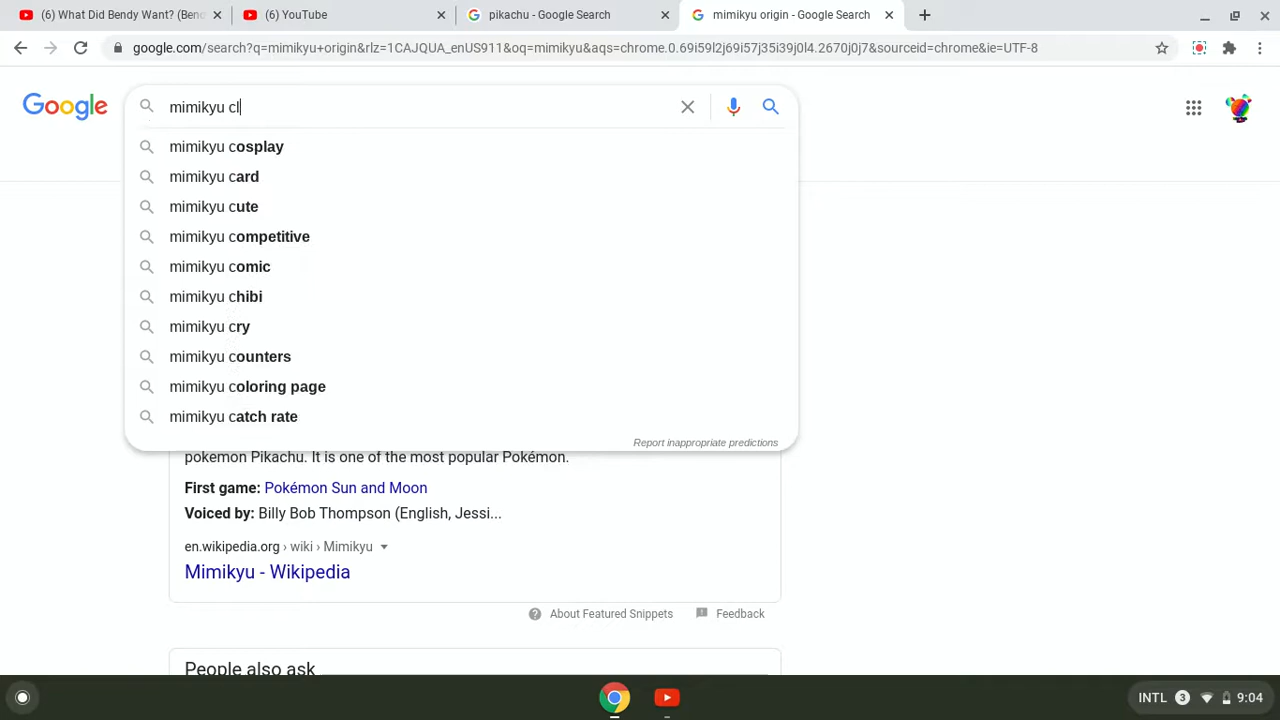 (6) What Did Bendy Want? (Ben
(6) YouTube
pikachu - Google Search
mimikyu origin - Google Search
google.com/search?q=mimikyu+origin&rlz=1CAJQUA_enUS911&oq=mimikyu&aqs=chrome.0.69i59l2j69i57j35i39j0l4.2670j0j7&sourceid=chrome&ie=UTF-8
Google
mimikyu cl
mimikyu cosplay
mimikyu card
mimikyu cute
mimikyu competitive
mimikyu comic
mimikyu chibi
mimikyu cry
mimikyu counters
mimikyu coloring page
mimikyu catch rate
Report inappropriate predictions
pokemon Pikachu. It is one of the most popular Pokémon.
First game: Pokémon Sun and Moon
Voiced by: Billy Bob Thompson (English, Jessi...
en.wikipedia.org › wiki › Mimikyu
Mimikyu - Wikipedia
About Featured Snippets
Feedback
People also ask
INTL 3 9:04